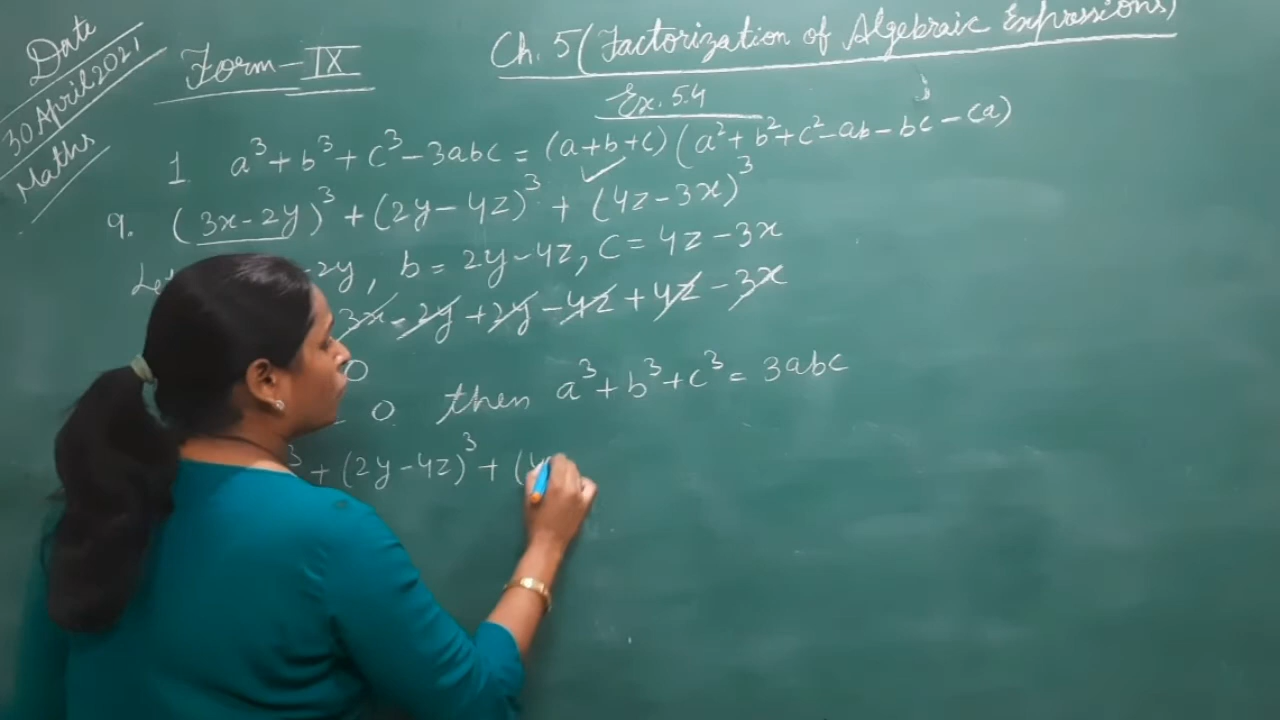 Date
30 April 2021
Maths
Form - IX
Ch. 5 (Factorization of Algebraic Expressions)
Ex. 5.4
1 a³ + b³ + c³ - 3abc = (a+b+c) (a² + b² + c² - ab - bc - ca)
9. (3x - 2y)³ + (2y - 4z)³ + (4z - 3x)³
-2y, b = 2y - 4z, c = 4z - 3x
3x - 2y + 2y - 4z + 4z - 3x
0
0 then a³ + b³ + c³ = 3abc
³ + (2y - 4z)³ + (4